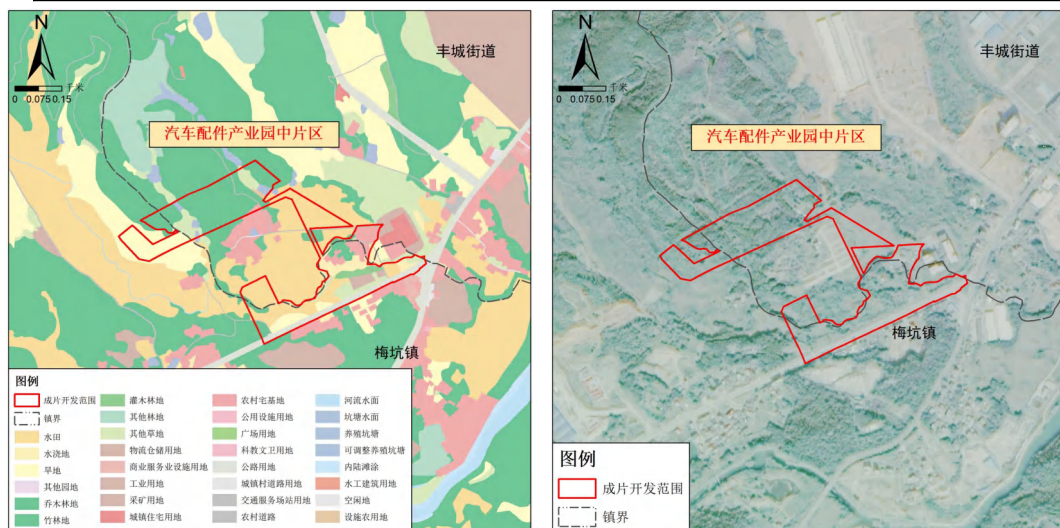 N
0 0.075 0.15 千米
丰城街道
汽车配件产业园中片区
梅坑镇
图例
成片开发范围
镇界
水田
水浇地
旱地
其他园地
乔木林地
竹林地
灌木林地
其他林地
其他草地
物流仓储用地
商业服务业设施用地
工业用地
采矿用地
城镇住宅用地
农村宅基地
公用设施用地
广场用地
科教文卫用地
公路用地
城镇村道路用地
交通服务场站用地
农村道路
河流水面
坑塘水面
养殖坑塘
可调整养殖坑塘
内陆滩涂
水工建筑用地
空闲地
设施农用地
N
0 0.075 0.15 千米
丰城街道
汽车配件产业园中片区
梅坑镇
图例
成片开发范围
镇界